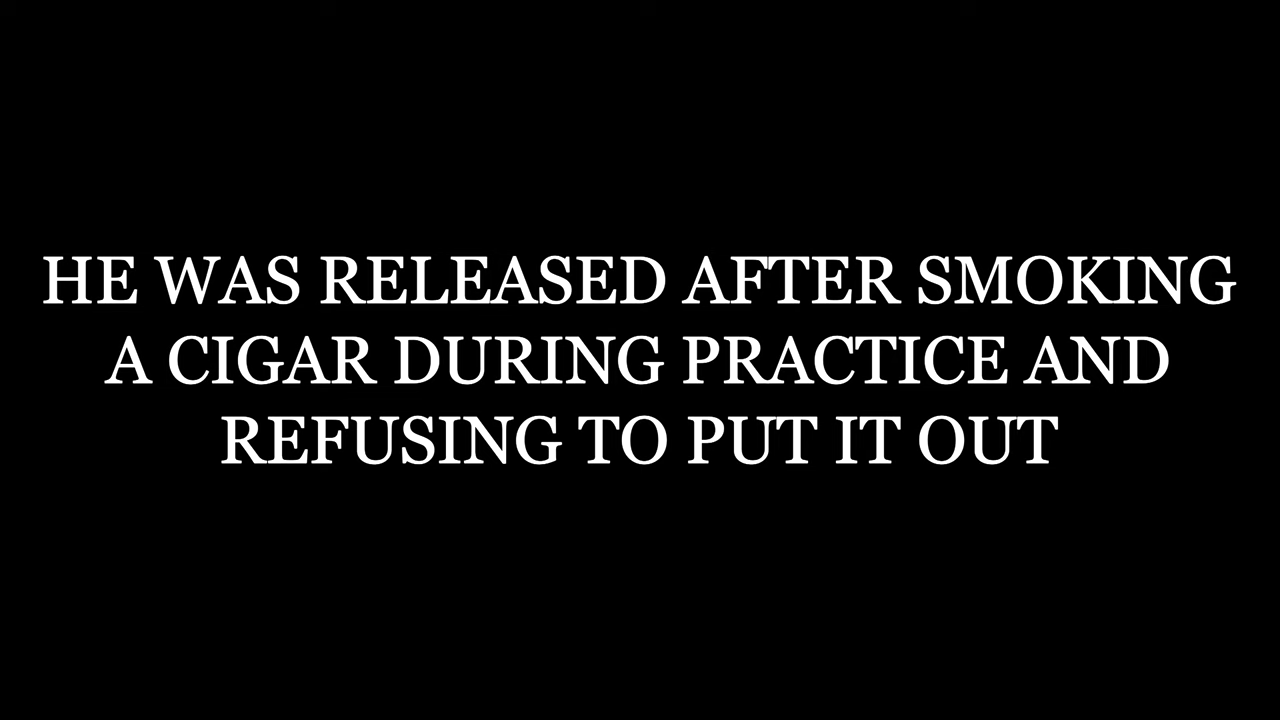 HE WAS RELEASED AFTER SMOKING
A CIGAR DURING PRACTICE AND
REFUSING TO PUT IT OUT